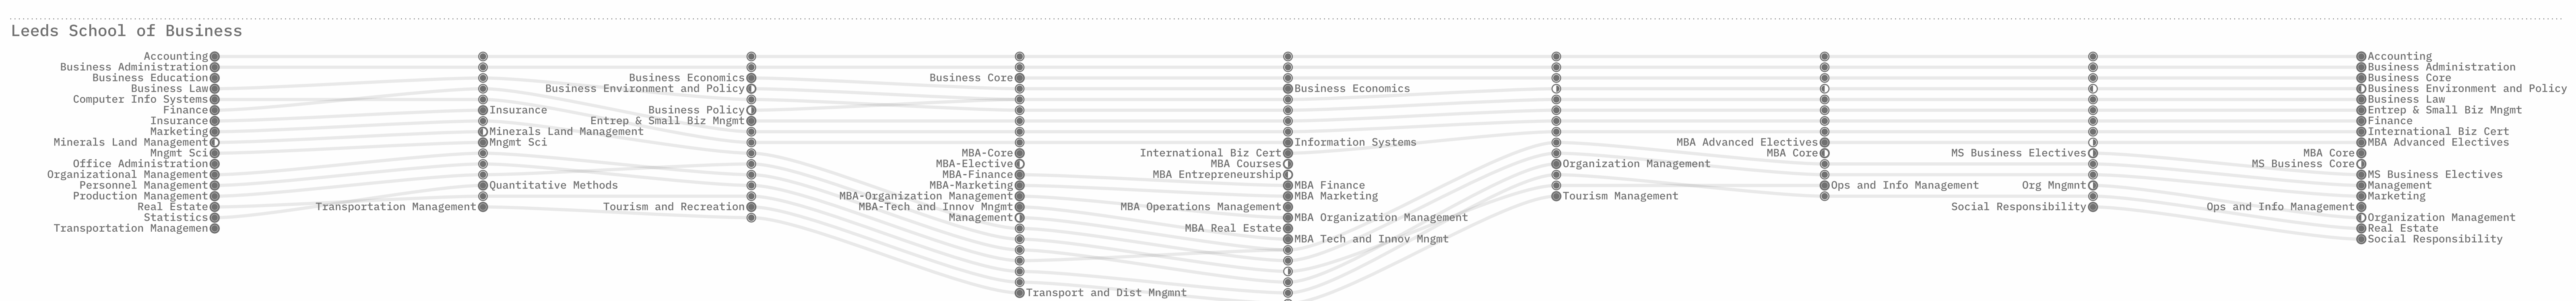 Leeds School of Business
Accounting
Business Administration
Business Education
Business Law
Computer Info Systems
Finance
Insurance
Marketing
Minerals Land Management
Mngmt Sci
Office Administration
Organizational Management
Personnel Management
Production Management
Real Estate
Statistics
Transportation Managemen
Insurance
Minerals Land Management
Mngmt Sci
Quantitative Methods
Transportation Management
Business Economics
Business Environment and Policy
Business Policy
Entrep & Small Biz Mngmt
Tourism and Recreation
Business Core
MBA-Core
MBA-Elective
MBA-Finance
MBA-Marketing
MBA-Organization Management
MBA-Tech and Innov Mngmt
Management
Transport and Dist Mngmnt
Business Economics
Information Systems
International Biz Cert
MBA Courses
MBA Entrepreneurship
MBA Finance
MBA Marketing
MBA Operations Management
MBA Organization Management
MBA Real Estate
MBA Tech and Innov Mngmt
Organization Management
Tourism Management
MBA Advanced Electives
MBA Core
Ops and Info Management
MS Business Electives
Org Mngmnt
Social Responsibility
Accounting
Business Administration
Business Core
Business Environment and Policy
Business Law
Entrep & Small Biz Mngmt
Finance
International Biz Cert
MBA Advanced Electives
MBA Core
MS Business Core
MS Business Electives
Management
Marketing
Ops and Info Management
Organization Management
Real Estate
Social Responsibility